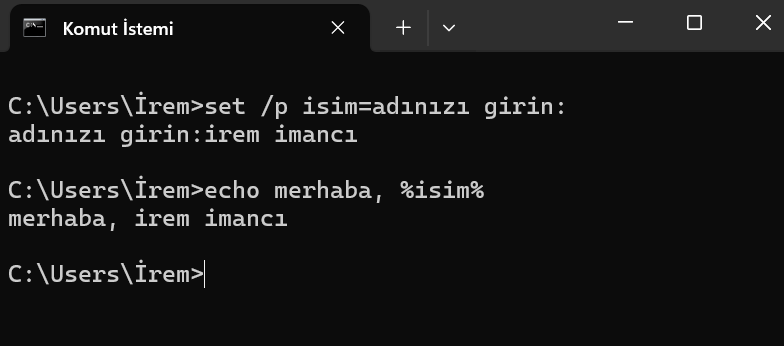 Komut İstemi
C:\Users\İrem>set /p isim=adınızı girin:
adınızı girin:irem imancı
C:\Users\İrem>echo merhaba, %isim%
merhaba, irem imancı
C:\Users\İrem>